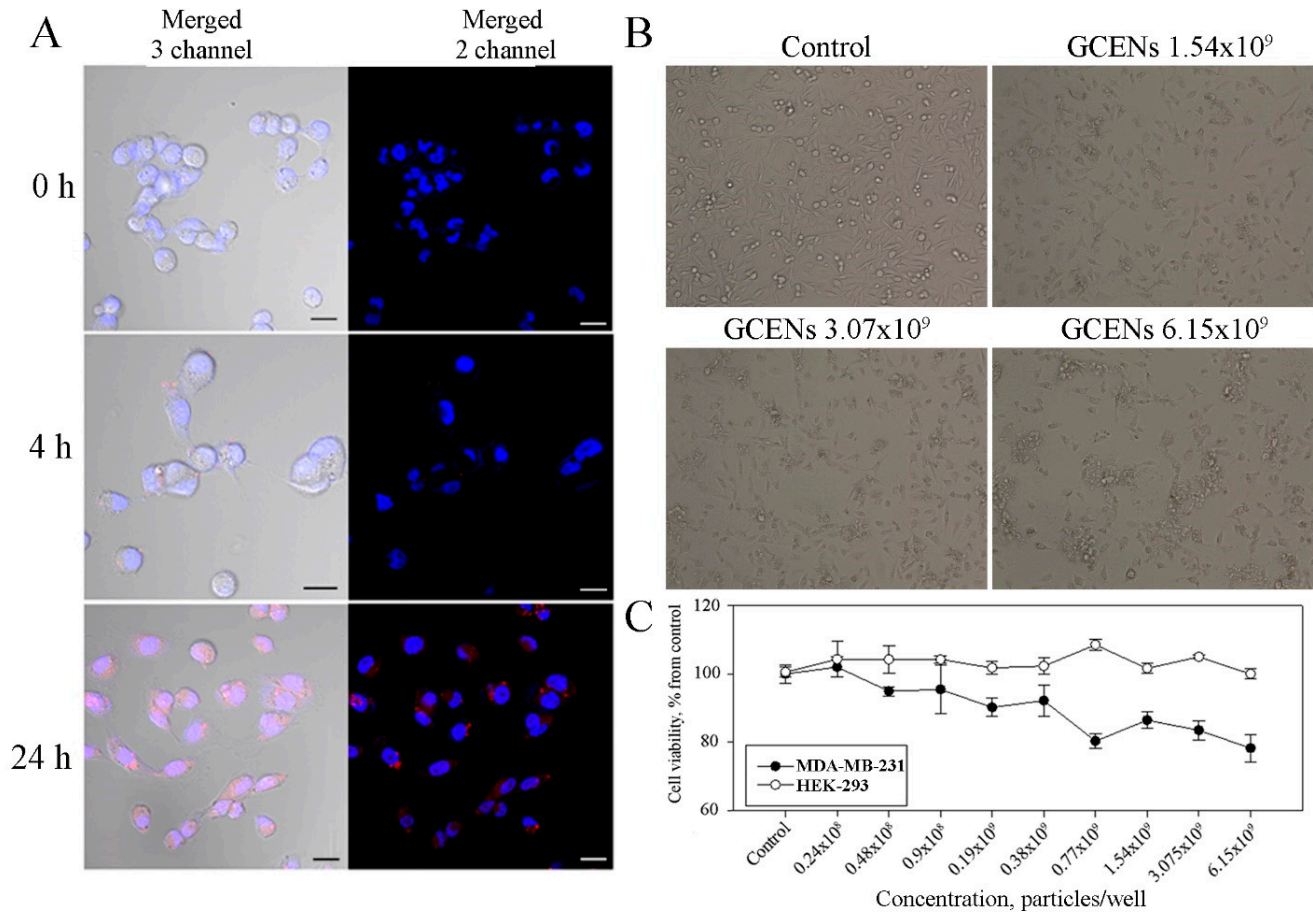 A
Merged
3 channel
Merged
2 channel
0 h
4 h
24 h
B
Control
GCENs 1.54x10⁹
GCENs 3.07x10⁹
GCENs 6.15x10⁹
C
120
100
80
60
Cell viability, % from control
MDA-MB-231
HEK-293
Control
0.24x10⁸
0.48x10⁸
0.9x10⁸
0.19x10⁹
0.38x10⁹
0.77x10⁹
1.54x10⁹
3.075x10⁹
6.15x10⁹
Concentration, particles/well